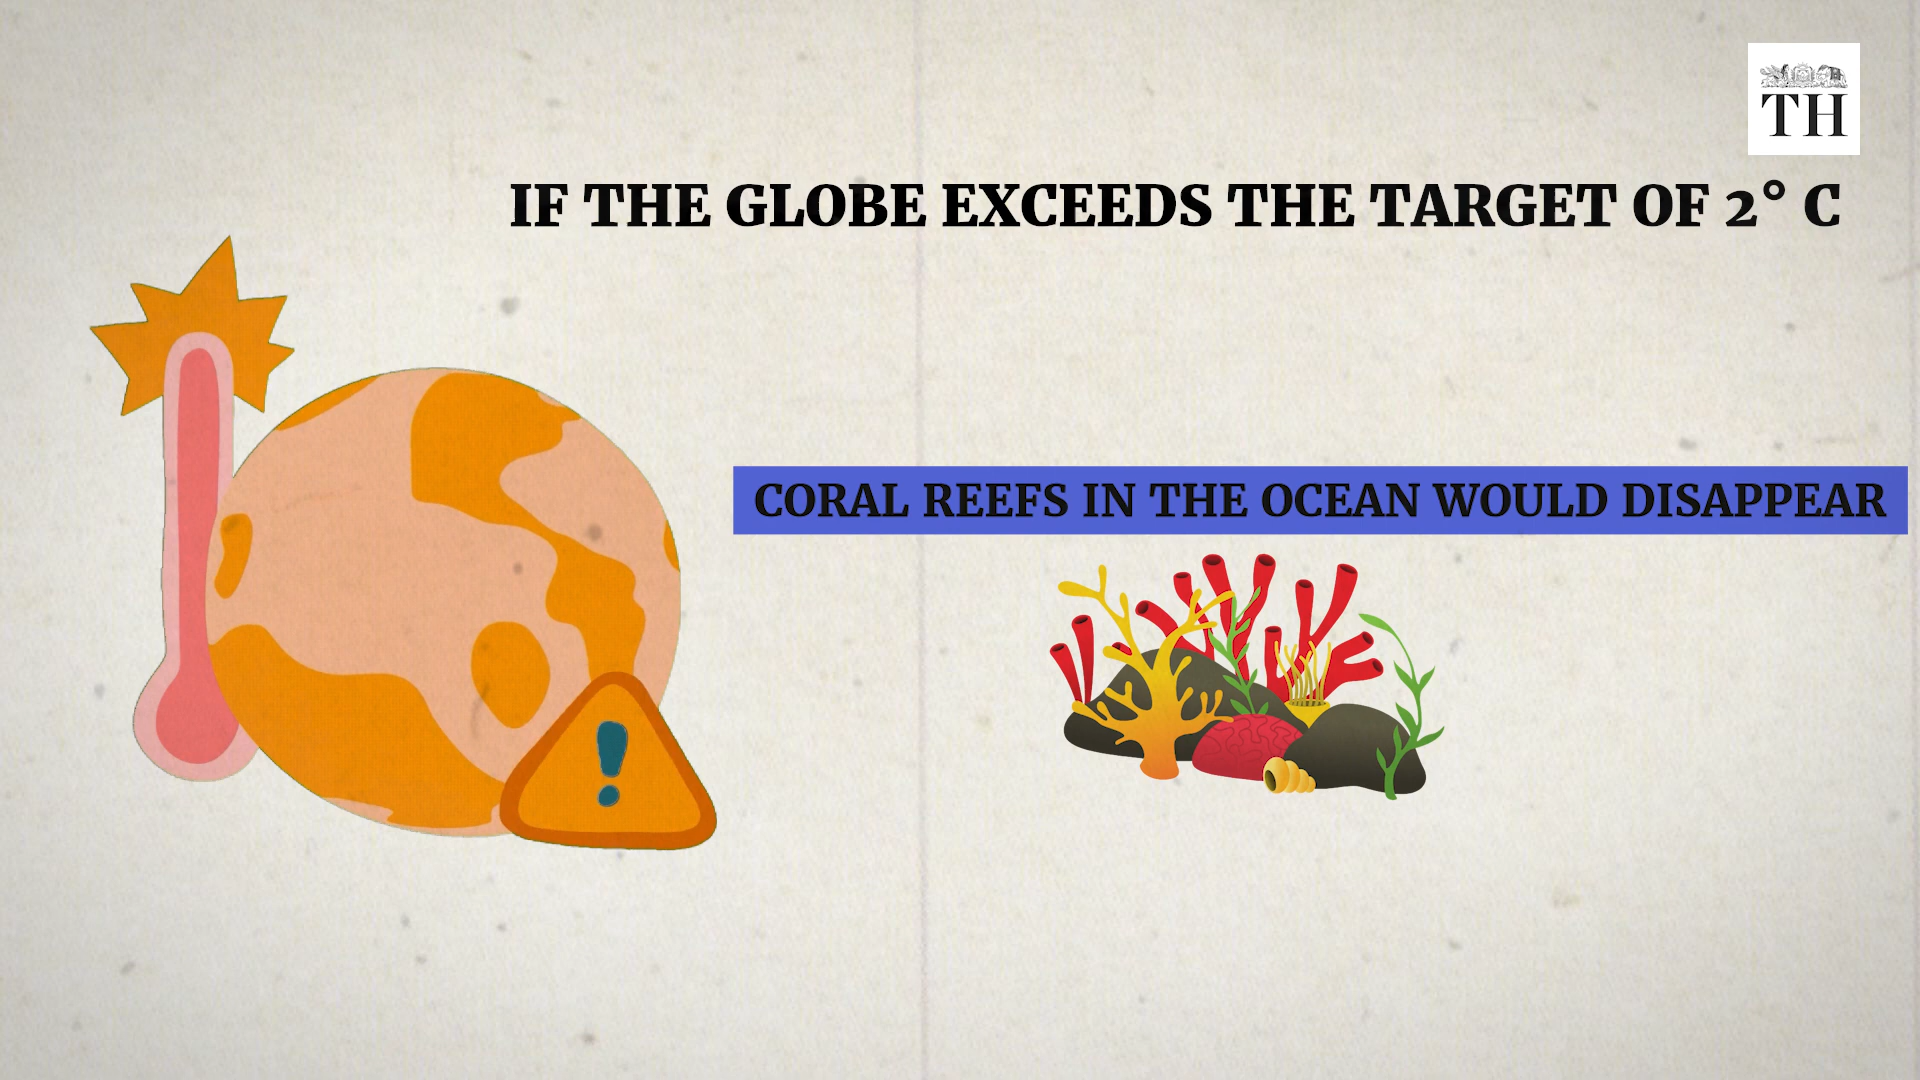 TH
IF THE GLOBE EXCEEDS THE TARGET OF 2° C
CORAL REEFS IN THE OCEAN WOULD DISAPPEAR
!